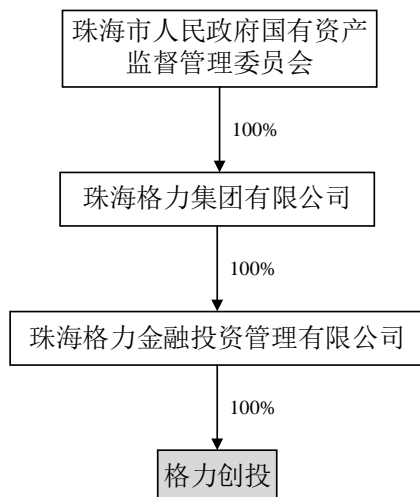 珠海市人民政府国有资产
监督管理委员会
100%
珠海格力集团有限公司
100%
珠海格力金融投资管理有限公司
100%
格力创投